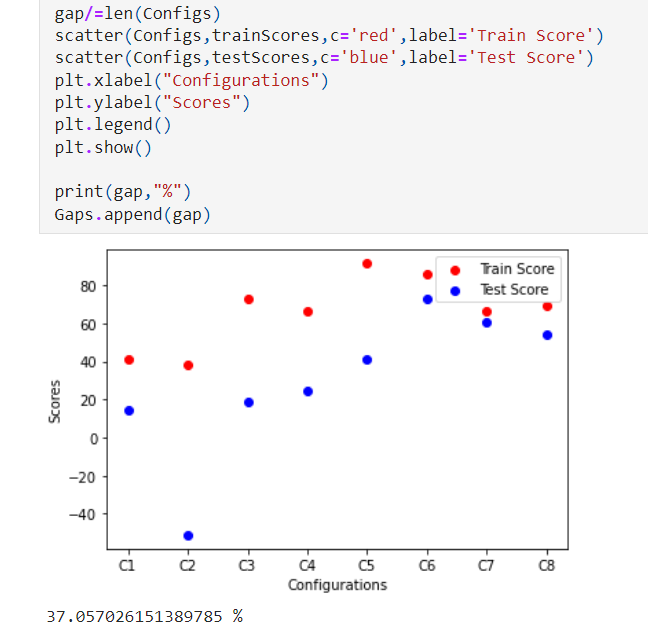 gap/=len(Configs)
scatter(Configs,trainScores,c='red',label='Train Score')
scatter(Configs,testScores,c='blue',label='Test Score')
plt.xlabel("Configurations")
plt.ylabel("Scores")
plt.legend()
plt.show()
print(gap,"%")
Gaps.append(gap)
Train Score
Test Score
80
60
40
20
0
−20
−40
Scores
C1 C2 C3 C4 C5 C6 C7 C8
Configurations
37.057026151389785 %